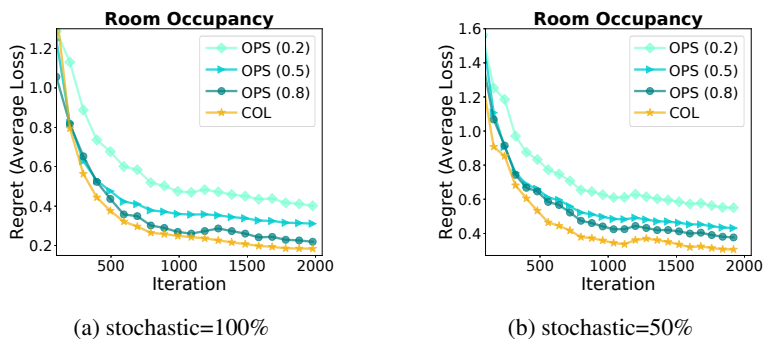 Room Occupancy
Regret (Average Loss)
1.2
1.0
0.8
0.6
0.4
0.2
OPS (0.2)
OPS (0.5)
OPS (0.8)
COL
500 1000 1500 2000
Iteration
(a) stochastic=100%
Room Occupancy
Regret (Average Loss)
1.6
1.4
1.2
1.0
0.8
0.6
0.4
OPS (0.2)
OPS (0.5)
OPS (0.8)
COL
500 1000 1500 2000
Iteration
(b) stochastic=50%